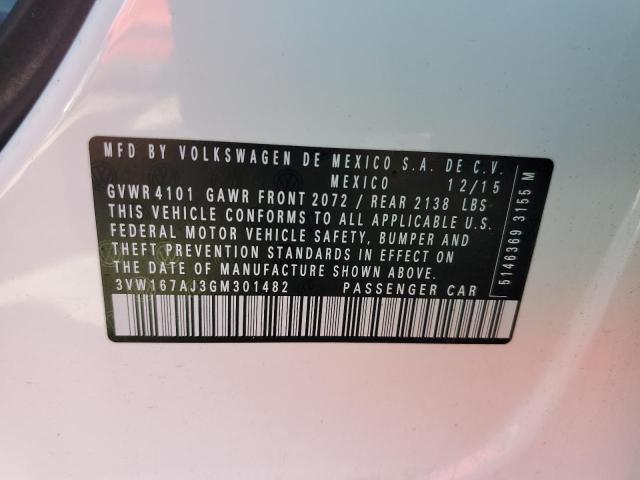 MFD BY VOLKSWAGEN DE MEXICO S.A. DE C.V.
MEXICO 12/15
GVWR 4101 GAWR FRONT 2072 / REAR 2138 LBS
THIS VEHICLE CONFORMS TO ALL APPLICABLE U.S.
FEDERAL MOTOR VEHICLE SAFETY, BUMPER AND
THEFT PREVENTION STANDARDS IN EFFECT ON
THE DATE OF MANUFACTURE SHOWN ABOVE.
3VW167AJ3GM301482 PASSENGER CAR
5146369 3155 M